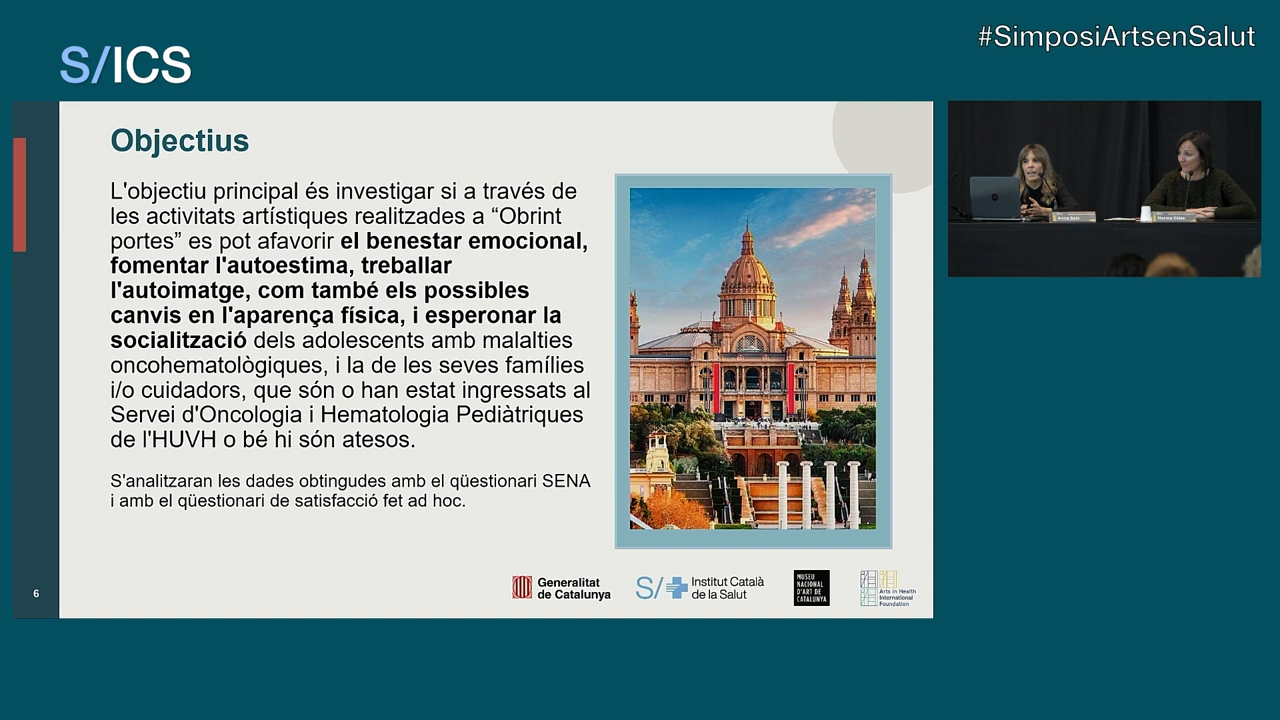 #SimposiArtsenSalut
S/ICS
Objectius
L'objectiu principal és investigar si a través de
les activitats artístiques realitzades a “Obrint
portes” es pot afavorir el benestar emocional,
fomentar l'autoestima, treballar
l'autoimatge, com també els possibles
canvis en l'aparença física, i esperonar la
socialització dels adolescents amb malalties
oncohematològiques, i la de les seves famílies
i/o cuidadors, que són o han estat ingressats al
Servei d'Oncologia i Hematologia Pediàtriques
de l'HUVH o bé hi són atesos.
S'analitzaran les dades obtingudes amb el qüestionari SENA
i amb el qüestionari de satisfacció fet ad hoc.
6
Generalitat
de Catalunya
S/
Institut Català
de la Salut
MUSEU
NACIONAL
D'ART DE
CATALUNYA
Arts in Health
International
Foundation